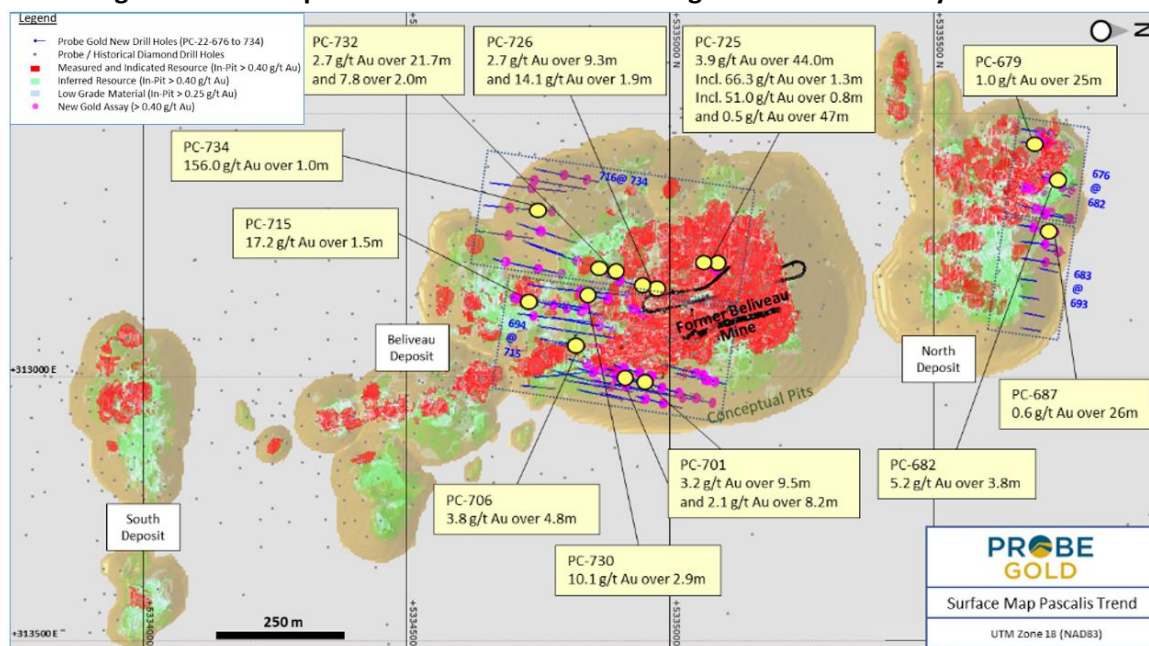 Legend
Probe Gold New Drill Holes (PC-22-676 to 734)
Probe / Historical Diamond Drill Holes
Measured and Indicated Resource (In-Pit > 0.40 g/t Au)
Inferred Resource (In-Pit > 0.40 g/t Au)
Low Grade Material (In-Pit > 0.25 g/t Au)
New Gold Assay (> 0.40 g/t Au)
PC-732
2.7 g/t Au over 21.7m
and 7.8 over 2.0m
PC-726
2.7 g/t Au over 9.3m
and 14.1 g/t Au over 1.9m
PC-725
3.9 g/t Au over 44.0m
Incl. 66.3 g/t Au over 1.3m
Incl. 51.0 g/t Au over 0.8m
and 0.5 g/t Au over 47m
+5335000 N
+5335500 N
N
PC-679
1.0 g/t Au over 25m
PC-734
156.0 g/t Au over 1.0m
716@ 734
676
@
682
PC-715
17.2 g/t Au over 1.5m
683
@
693
694
@
715
Former Beliveau
Mine
Beliveau
Deposit
North
Deposit
+313000 E
Conceptual Pits
PC-687
0.6 g/t Au over 26m
PC-701
3.2 g/t Au over 9.5m
and 2.1 g/t Au over 8.2m
PC-682
5.2 g/t Au over 3.8m
PC-706
3.8 g/t Au over 4.8m
South
Deposit
PC-730
10.1 g/t Au over 2.9m
PROBE
GOLD
Surface Map Pascalis Trend
UTM Zone 18 (NAD83)
250 m
+313500 E
+5334000
+5334500 N
+5335000
+5335500 N